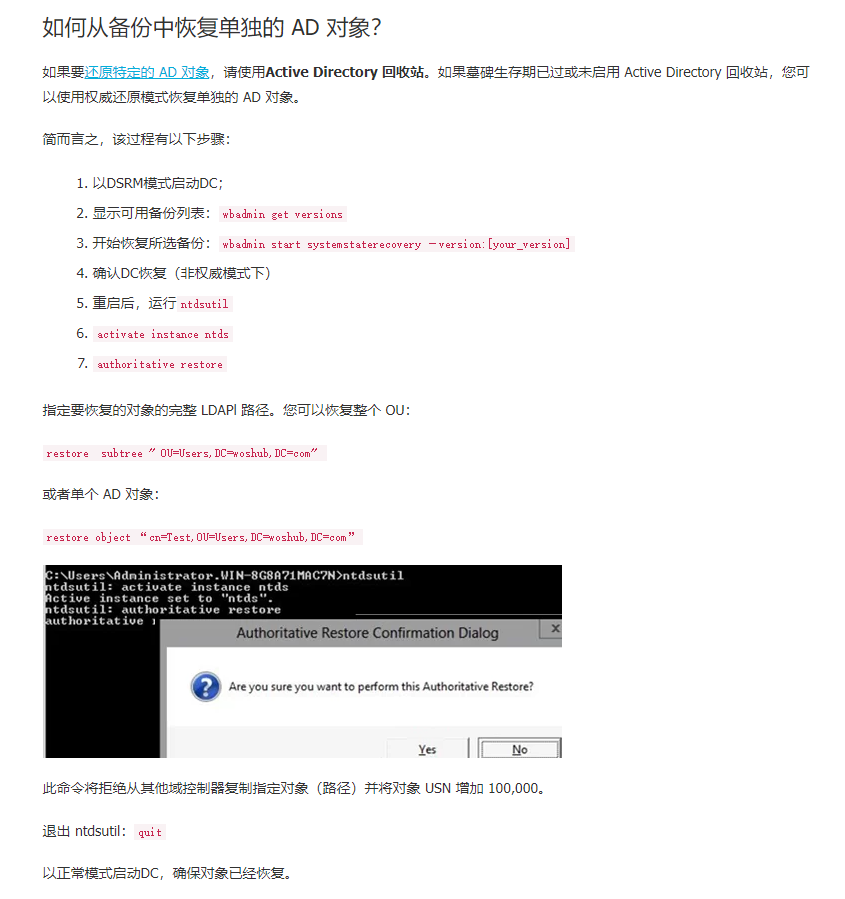 如何从备份中恢复单独的 AD 对象？
如果要还原特定的 AD 对象，请使用Active Directory 回收站。如果墓碑生存期已过或未启用 Active Directory 回收站，您可
以使用权威还原模式恢复单独的 AD 对象。
简而言之，该过程有以下步骤：
1. 以DSRM模式启动DC；
2. 显示可用备份列表： wbadmin get versions
3. 开始恢复所选备份： wbadmin start systemstaterecovery –version:[your_version]
4. 确认DC恢复（非权威模式下）
5. 重启后，运行 ntdsutil
6. activate instance ntds
7. authoritative restore
指定要恢复的对象的完整 LDAPl 路径。您可以恢复整个 OU：
restore  subtree ″ OU=Users,DC=woshub,DC=com″
或者单个 AD 对象：
restore object “cn=Test,OU=Users,DC=woshub,DC=com”
C:\Users\Administrator.WIN-8G8A71MAC7N>ntdsutil
ntdsutil: activate instance ntds
Active instance set to "ntds".
ntdsutil: authoritative restore
authoritative
Authoritative Restore Confirmation Dialog
Are you sure you want to perform this Authoritative Restore?
Yes No
此命令将拒绝从其他域控制器复制指定对象（路径）并将对象 USN 增加 100,000。
退出 ntdsutil： quit
以正常模式启动DC，确保对象已经恢复。